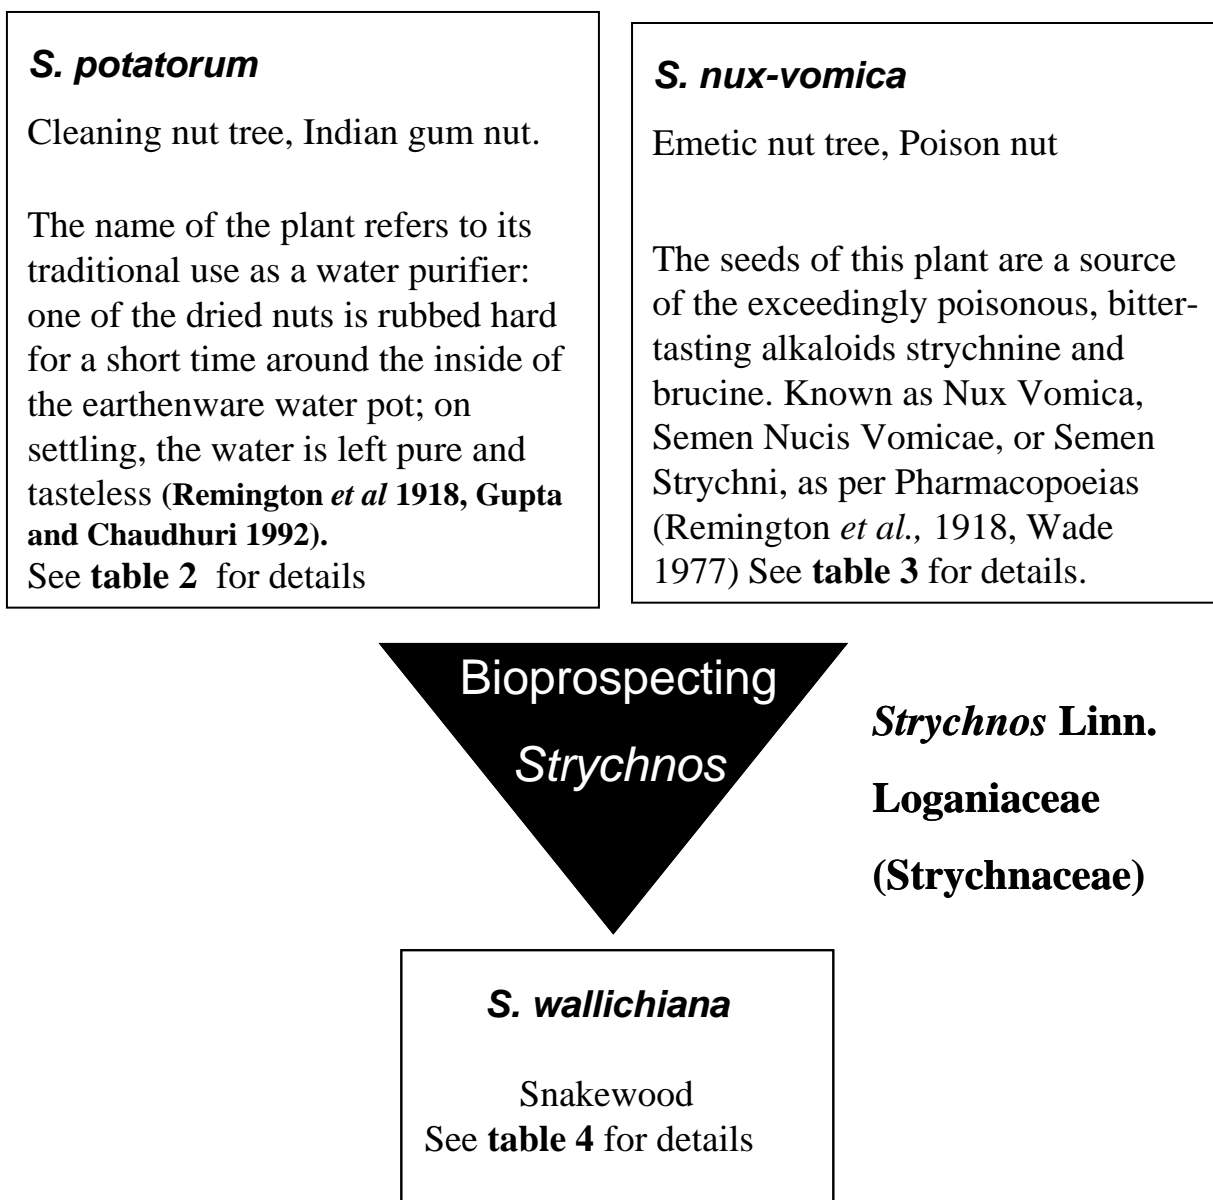 S. potatorum
Cleaning nut tree, Indian gum nut.
The name of the plant refers to its
traditional use as a water purifier:
one of the dried nuts is rubbed hard
for a short time around the inside of
the earthenware water pot; on
settling, the water is left pure and
tasteless (Remington et al 1918, Gupta
and Chaudhuri 1992).
See table 2 for details
S. nux-vomica
Emetic nut tree, Poison nut
The seeds of this plant are a source
of the exceedingly poisonous, bitter-
tasting alkaloids strychnine and
brucine. Known as Nux Vomica,
Semen Nucis Vomicae, or Semen
Strychni, as per Pharmacopoeias
(Remington et al., 1918, Wade
1977) See table 3 for details.
Bioprospecting
Strychnos
Strychnos Linn.
Loganiaceae
(Strychnaceae)
S. wallichiana
Snakewood
See table 4 for details